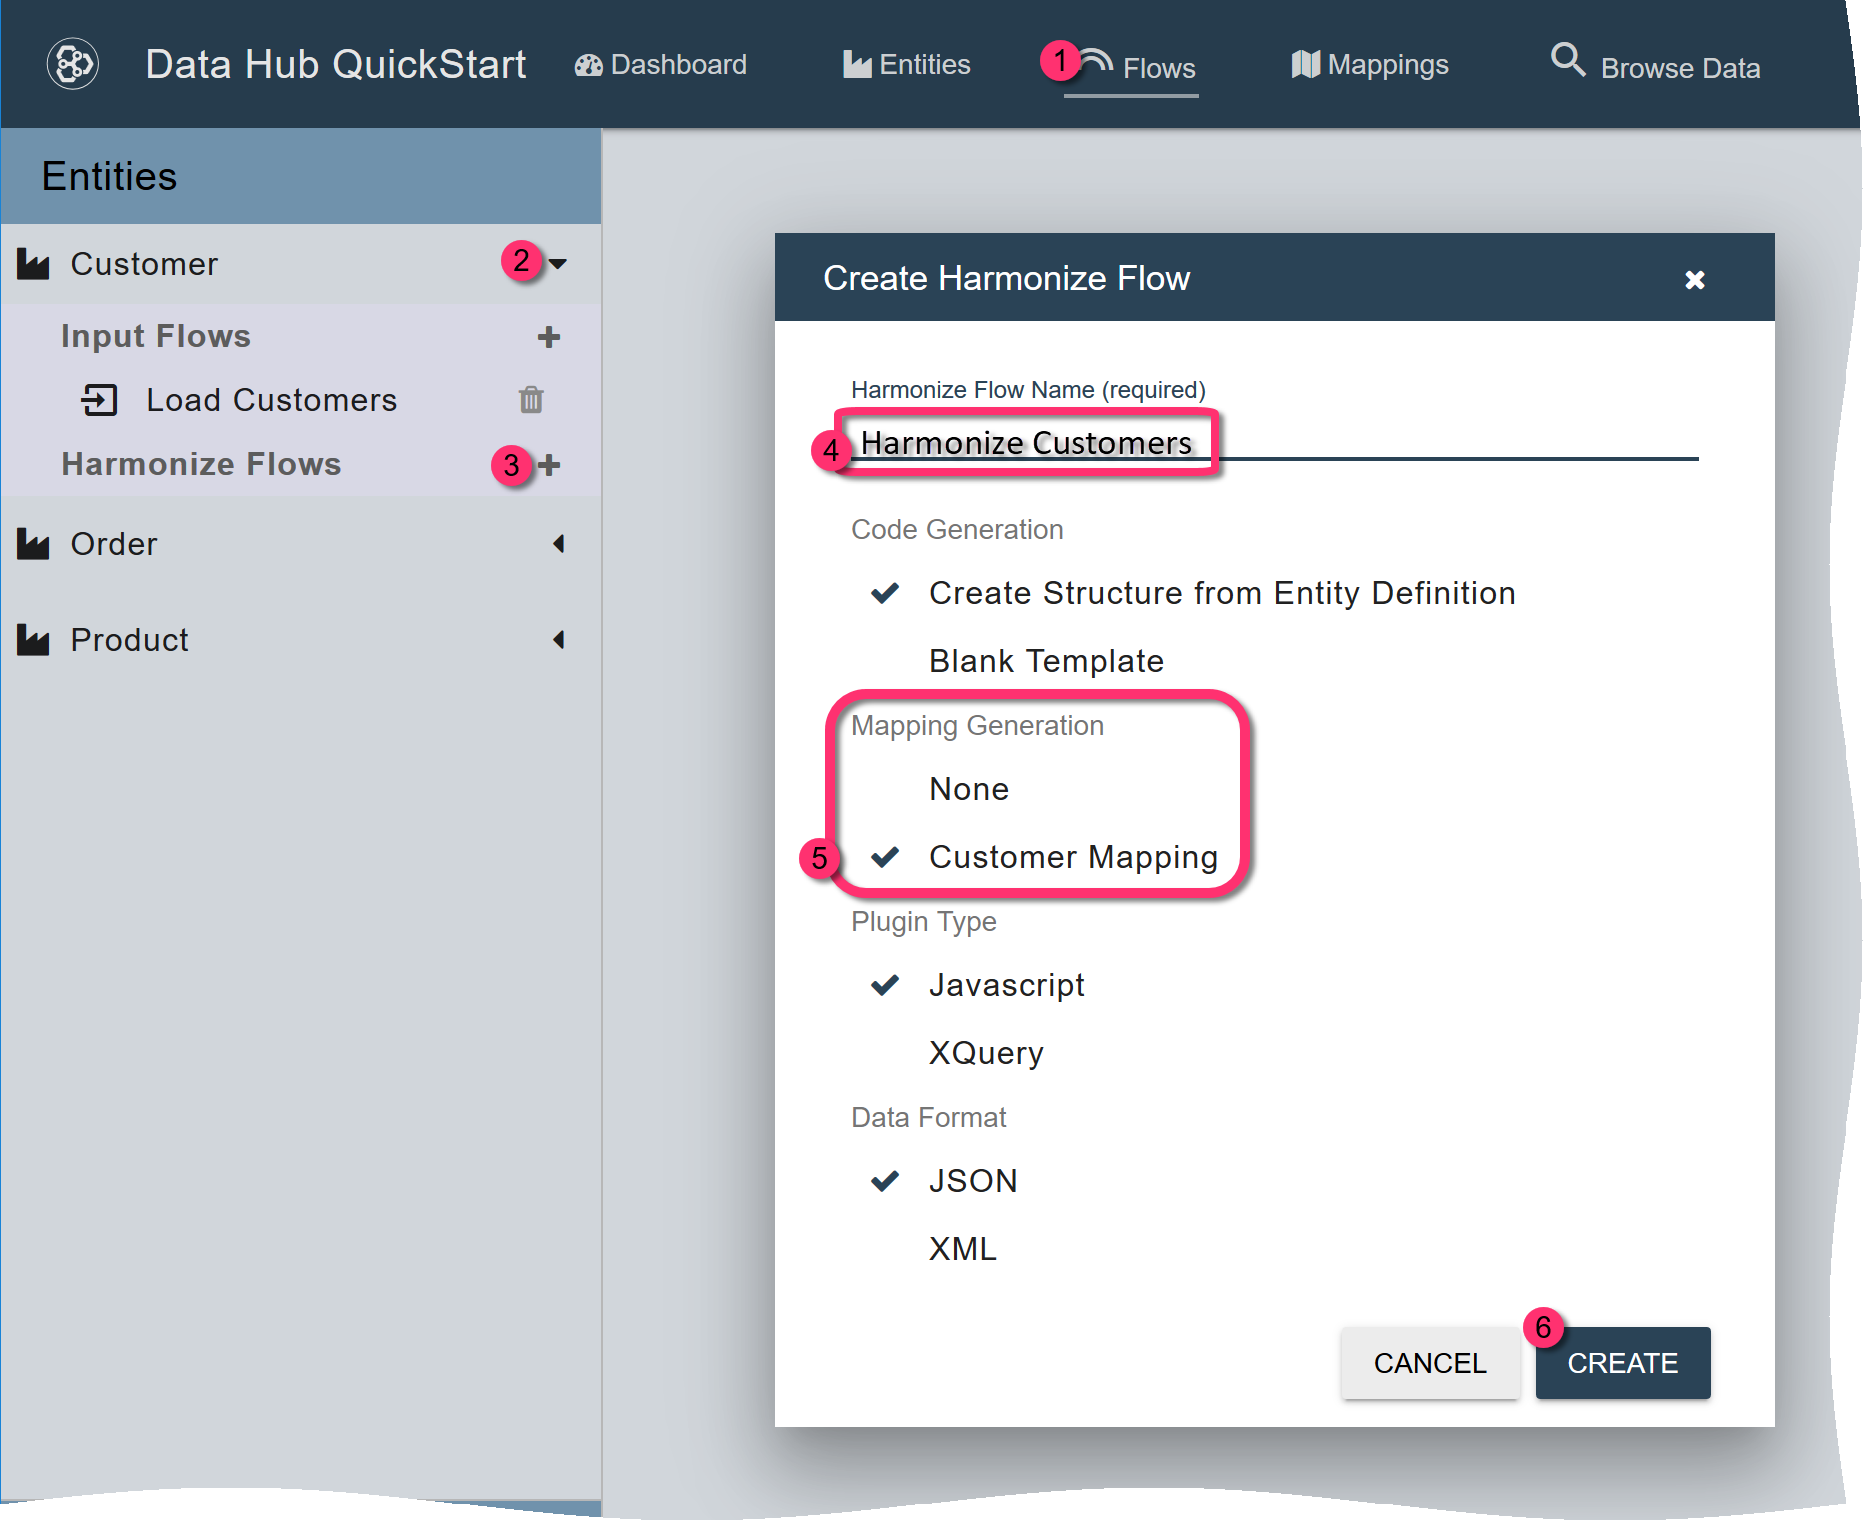 Data Hub QuickStart Dashboard Entities 1 Flows Mappings Browse Data
Entities
Customer 2
Input Flows
Load Customers
Harmonize Flows 3
Order
Product
Create Harmonize Flow
Harmonize Flow Name (required)
4 Harmonize Customers
Code Generation
Create Structure from Entity Definition
Blank Template
Mapping Generation
None
5 Customer Mapping
Plugin Type
Javascript
XQuery
Data Format
JSON
XML
CANCEL 6 CREATE